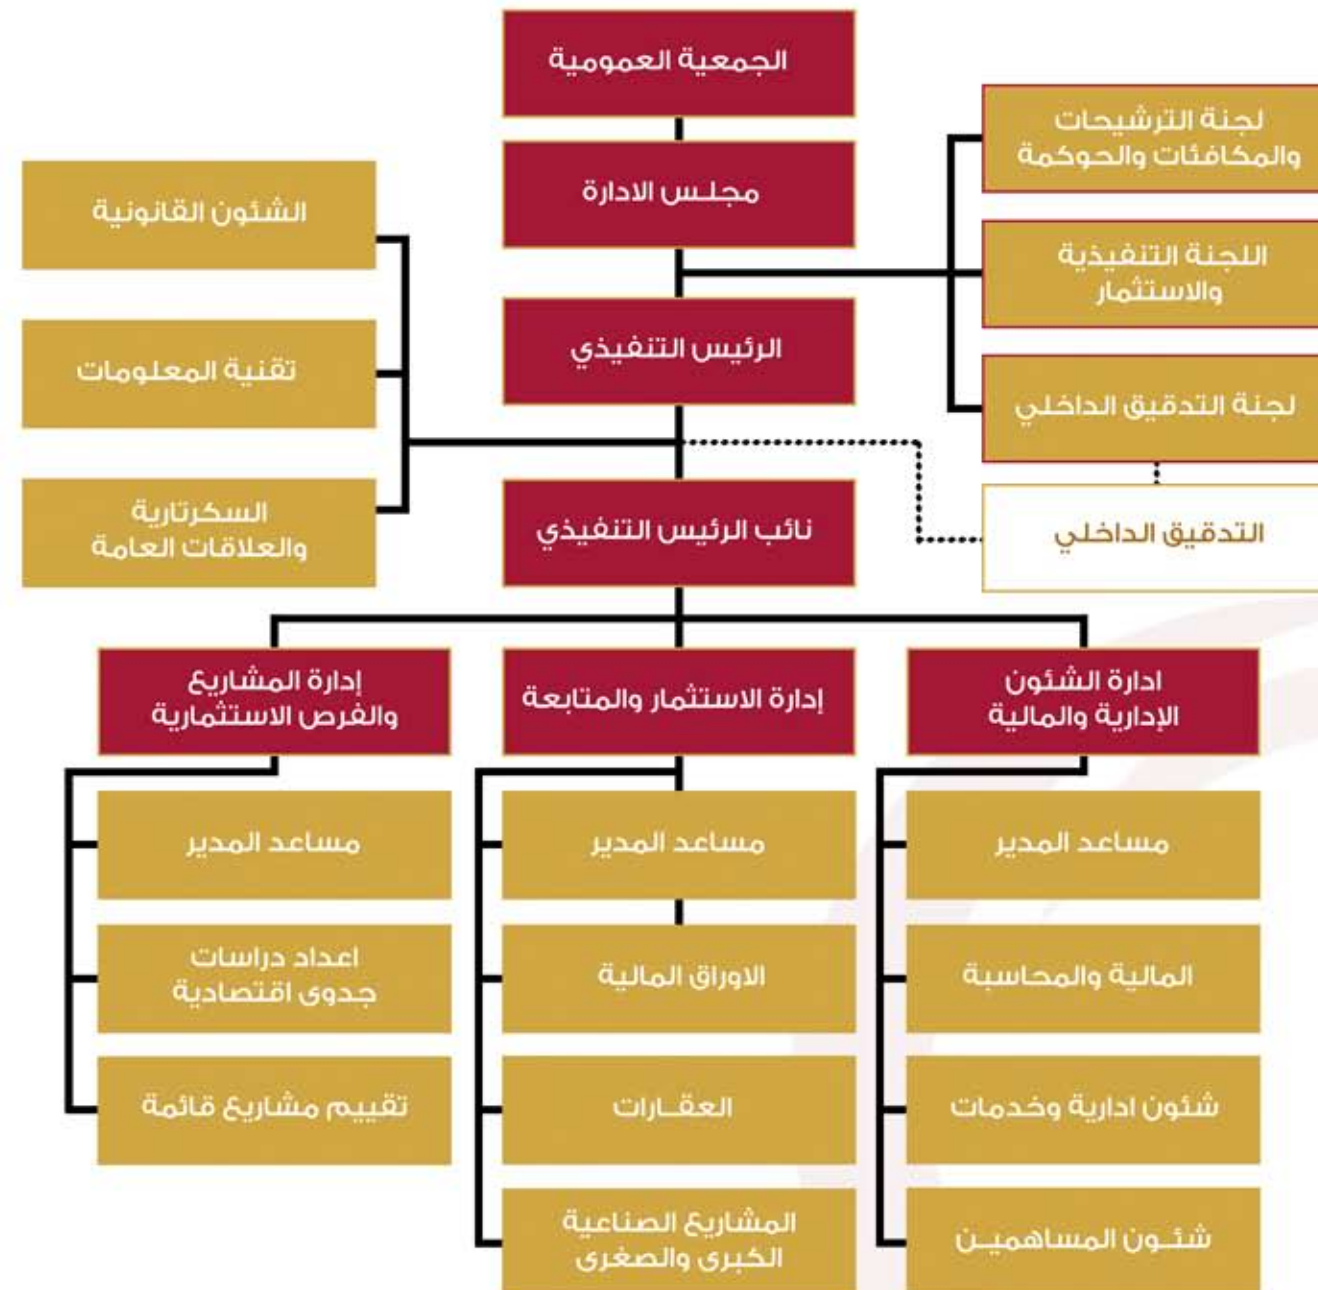 الجمعية العمومية
مجلس الادارة
لجنة الترشيحات
والمكافئات والحوكمة
اللجنة التنفيذية
والاستثمار
لجنة التدقيق الداخلي
التدقيق الداخلي
الرئيس التنفيذي
الشئون القانونية
تقنية المعلومات
السكرتارية
والعلاقات العامة
نائب الرئيس التنفيذي
ادارة الشئون
الإدارية والمالية
مساعد المدير
المالية والمحاسبة
شئون ادارية وخدمات
شئــون المساهميــن
إدارة الاستثمار والمتابعة
مساعد المدير
الاوراق المالية
العقــارات
المشاريع الصناعية
الكبرى والصغرى
إدارة المشاريع
والفرص الاستثمارية
مساعد المدير
اعداد دراسات
جدوى اقتصادية
تقييم مشاريع قائمة